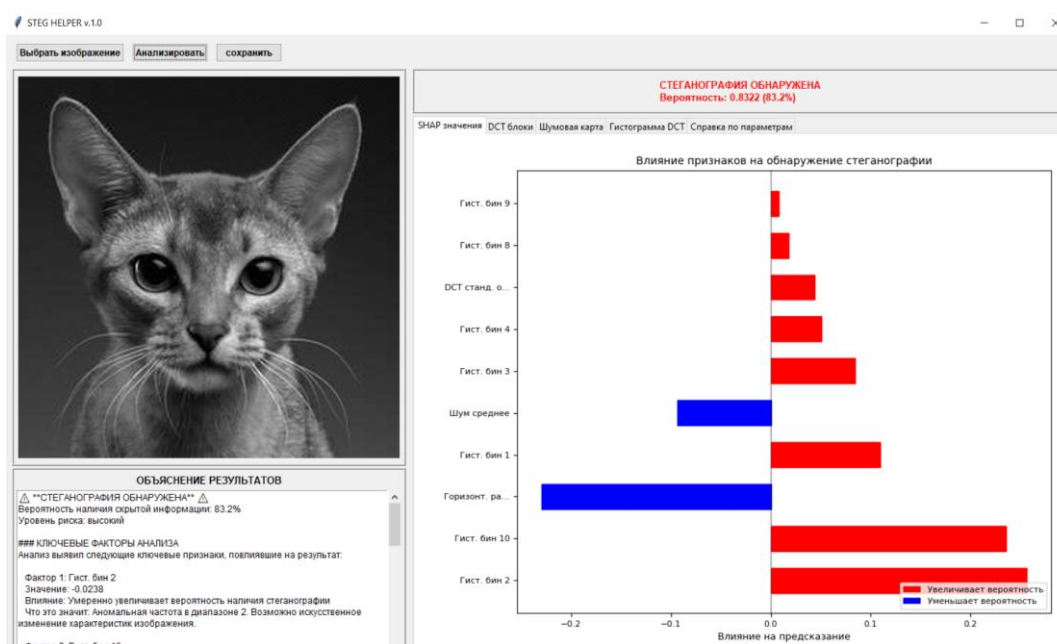 STEG HELPER v.1.0
Выбрать изображение Анализировать сохранить
СТЕГАНОГРАФИЯ ОБНАРУЖЕНА
Вероятность: 0.8322 (83.2%)
SHAP значения DCT блоки Шумовая карта Гистограмма DCT Справка по параметрам
Влияние признаков на обнаружение стеганографии
Гист. бин 9
Гист. бин 8
DCT станд. о...
Гист. бин 4
Гист. бин 3
Шум среднее
Гист. бин 1
Горизонт. ра...
Гист. бин 10
Гист. бин 2
Увеличивает вероятность
Уменьшает вероятность
−0.2 −0.1 0.0 0.1 0.2
Влияние на предсказание
ОБЪЯСНЕНИЕ РЕЗУЛЬТАТОВ
⚠ **СТЕГАНОГРАФИЯ ОБНАРУЖЕНА** ⚠
Вероятность наличия скрытой информации: 83.2%
Уровень риска: высокий
### КЛЮЧЕВЫЕ ФАКТОРЫ АНАЛИЗА
Анализ выявил следующие ключевые признаки, повлиявшие на результат:
Фактор 1: Гист. бин 2
Значение: -0.0238
Влияние: Умеренно увеличивает вероятность наличия стеганографии
Что это значит: Аномальная частота в диапазоне 2. Возможно искусственное
изменение характеристик изображения.